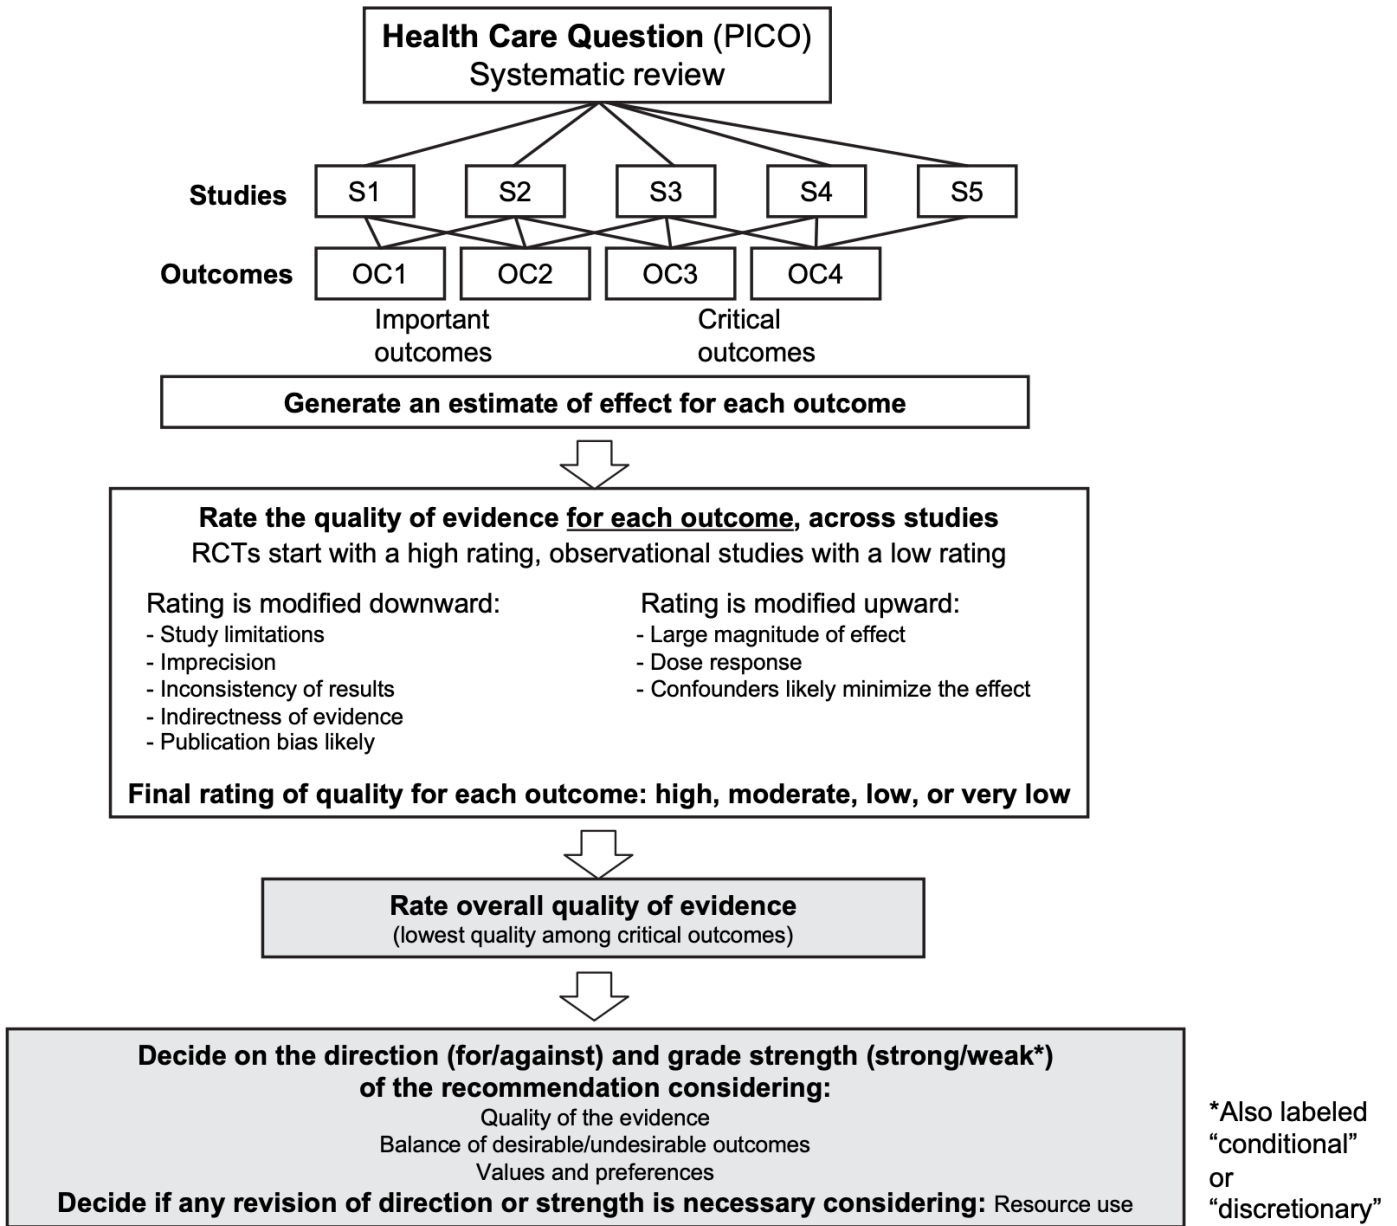 Health Care Question (PICO)
Systematic review
Studies
S1
S2
S3
S4
S5
Outcomes
OC1
OC2
OC3
OC4
Important
outcomes
Critical
outcomes
Generate an estimate of effect for each outcome
Rate the quality of evidence for each outcome, across studies
RCTs start with a high rating, observational studies with a low rating
Rating is modified downward:
- Study limitations
- Imprecision
- Inconsistency of results
- Indirectness of evidence
- Publication bias likely
Rating is modified upward:
- Large magnitude of effect
- Dose response
- Confounders likely minimize the effect
Final rating of quality for each outcome: high, moderate, low, or very low
Rate overall quality of evidence
(lowest quality among critical outcomes)
Decide on the direction (for/against) and grade strength (strong/weak*)
of the recommendation considering:
Quality of the evidence
Balance of desirable/undesirable outcomes
Values and preferences
Decide if any revision of direction or strength is necessary considering: Resource use
*Also labeled
“conditional”
or
“discretionary”